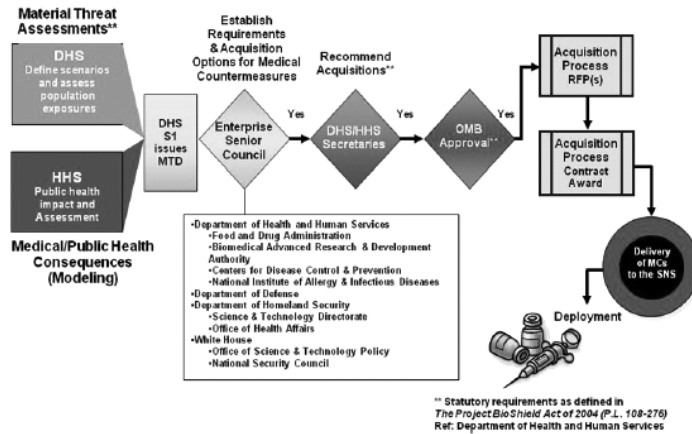 Material Threat
Assessments**
DHS
Define scenarios
and assess
population
exposures
HHS
Public health
impact and
Assessment
Medical/Public Health
Consequences
(Modeling)
DHS
S1
issues
MTD
Establish
Requirements
& Acquisition
Options for Medical
Countermeasures
Enterprise
Senior
Council
Yes
Recommend
Acquisitions**
DHS/HHS
Secretaries
Yes
OMB
Approval**
Yes
Acquisition
Process
RFP(s)
Acquisition
Process
Contract
Award
Delivery
of MCs
to the SNS
Deployment
•Department of Health and Human Services
•Food and Drug Administration
•Biomedical Advanced Research & Development
Authority
•Centers for Disease Control & Prevention
•National Institute of Allergy & Infectious Diseases
•Department of Defense
•Department of Homeland Security
•Science & Technology Directorate
•Office of Health Affairs
•White House
•Office of Science & Technology Policy
•National Security Council
** Statutory requirements as defined in
The Project BioShield Act of 2004 (P.L. 108-276)
Ref: Department of Health and Human Services